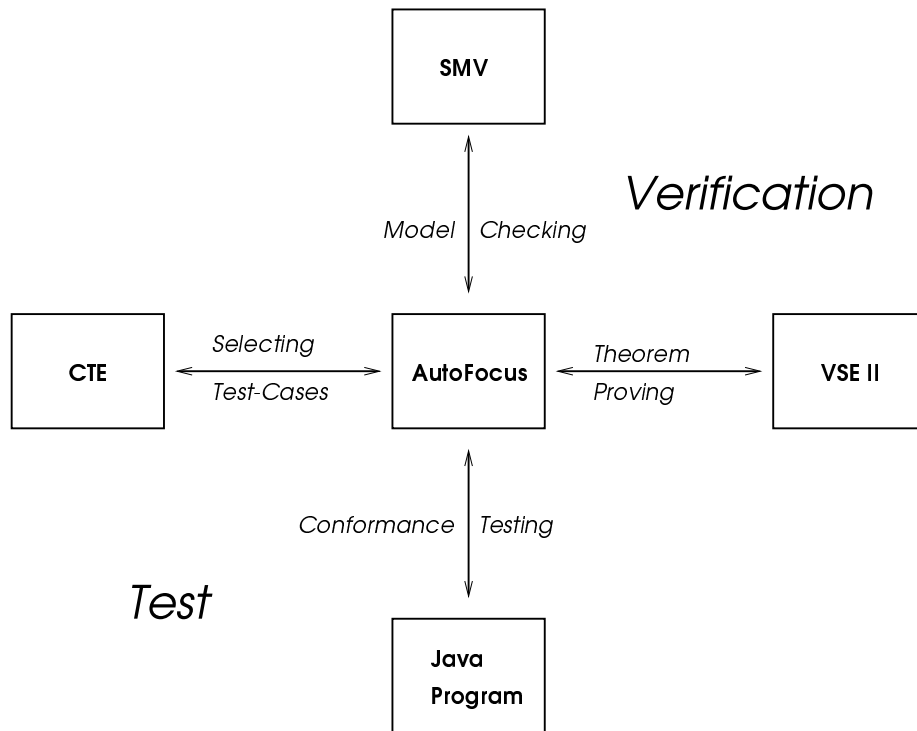 SMV
Verification
Model Checking
Selecting
Test-Cases
CTE
AutoFocus
Theorem
Proving
VSE II
Conformance Testing
Test
Java
Program